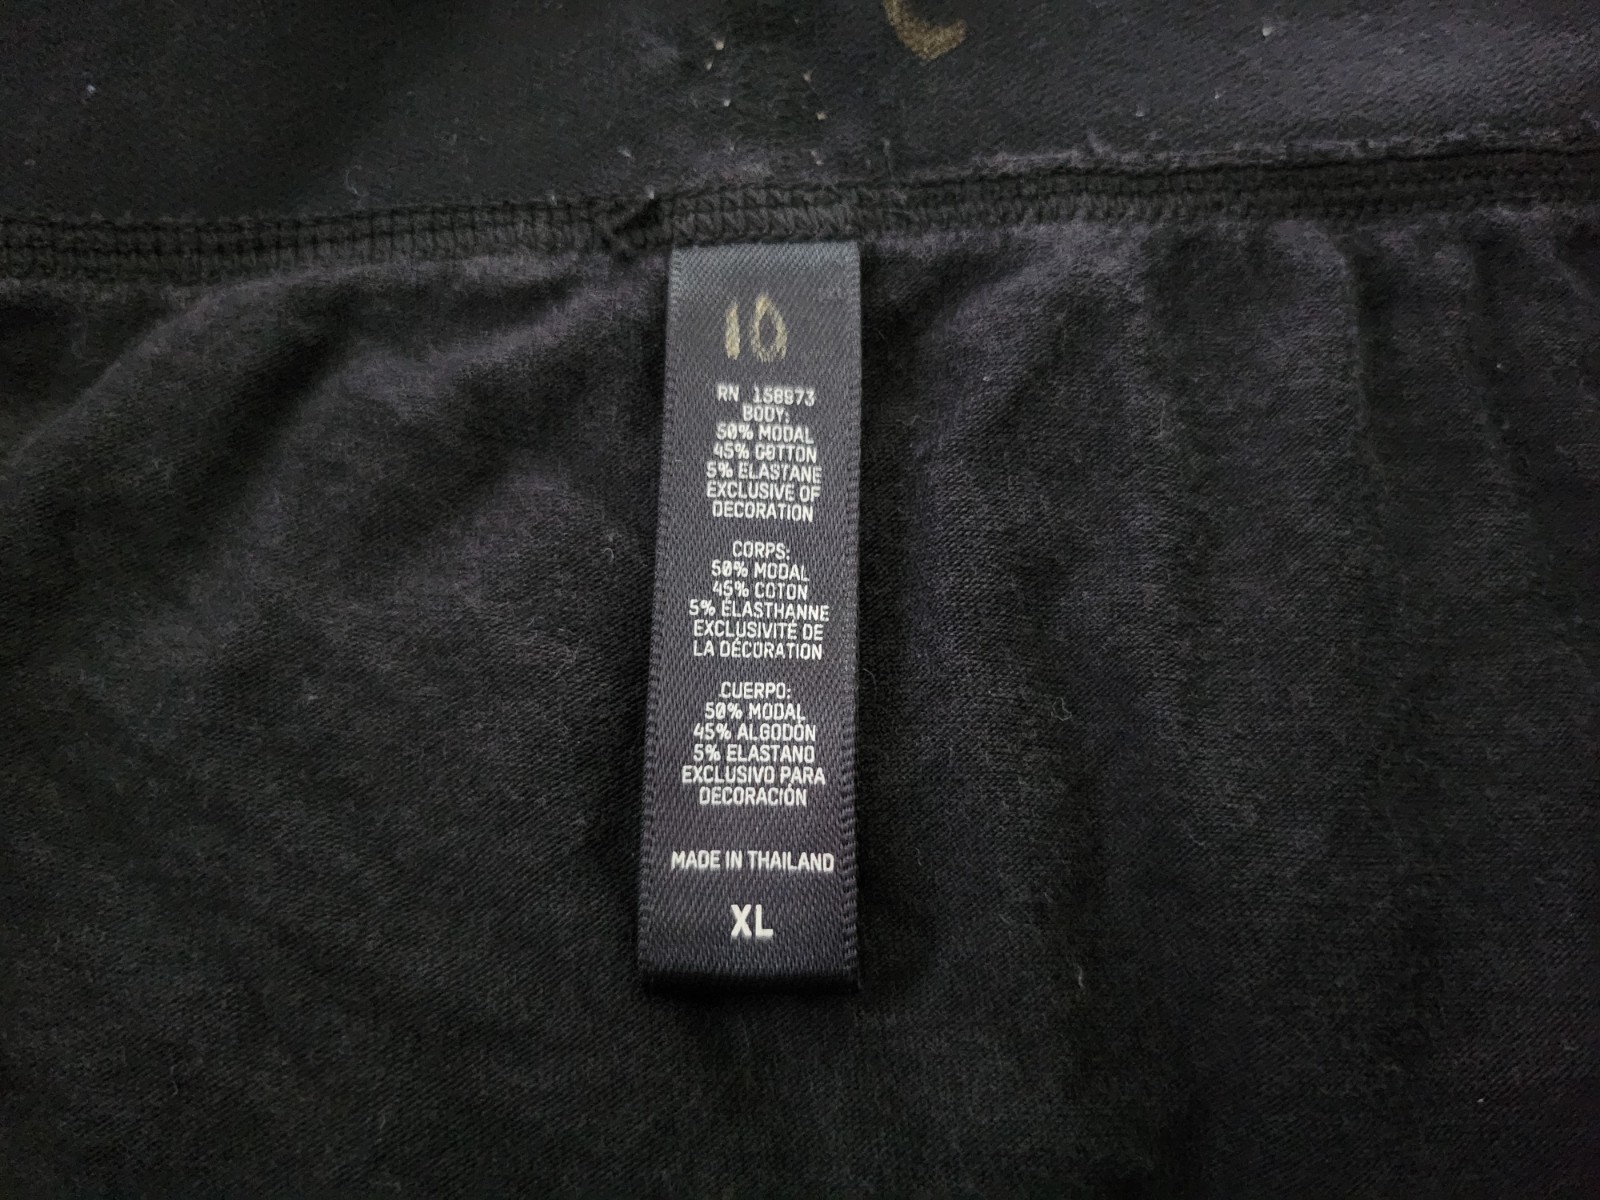 10
RN 158973
BODY:
50% MODAL
45% COTTON
5% ELASTANE
EXCLUSIVE OF
DECORATION
CORPS:
50% MODAL
45% COTON
5% ÉLASTHANNE
EXCLUSIVITÉ DE
LA DÉCORATION
CUERPO:
50% MODAL
45% ALGODÓN
5% ELASTANO
EXCLUSIVO PARA
DECORACIÓN
MADE IN THAILAND
XL